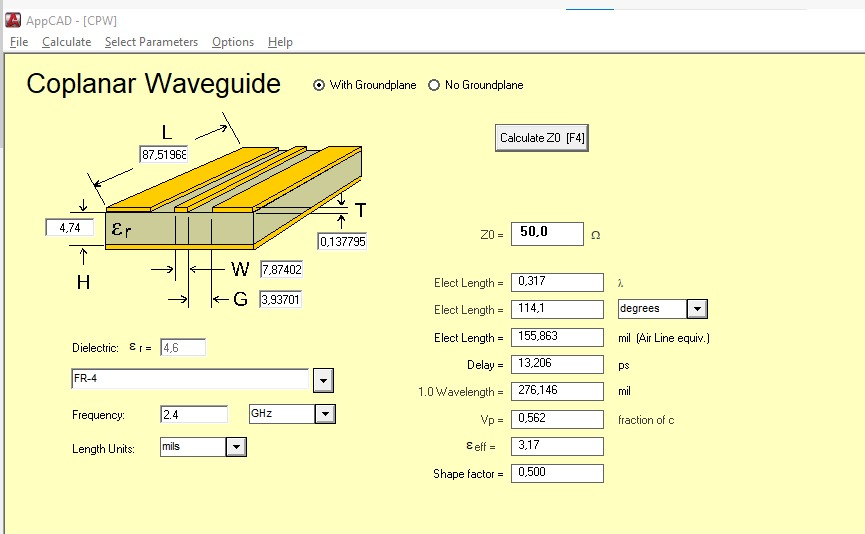 AppCAD - [CPW]
File Calculate Select Parameters Options Help
Coplanar Waveguide With Groundplane No Groundplane
L
87,51968
Calculate Z0 [F4]
T
4,74
εr
0,137795
H
W 7,87402
G 3,93701
Z0 = 50,0 Ω
Elect Length = 0,317 λ
Elect Length = 114,1 degrees
Elect Length = 155,863 mil (Air Line equiv.)
Delay = 13,206 ps
1.0 Wavelength = 276,146 mil
Vp = 0,562 fraction of c
εeff = 3,17
Shape factor = 0,500
Dielectric: εr = 4,6
FR-4
Frequency: 2.4 GHz
Length Units: mils